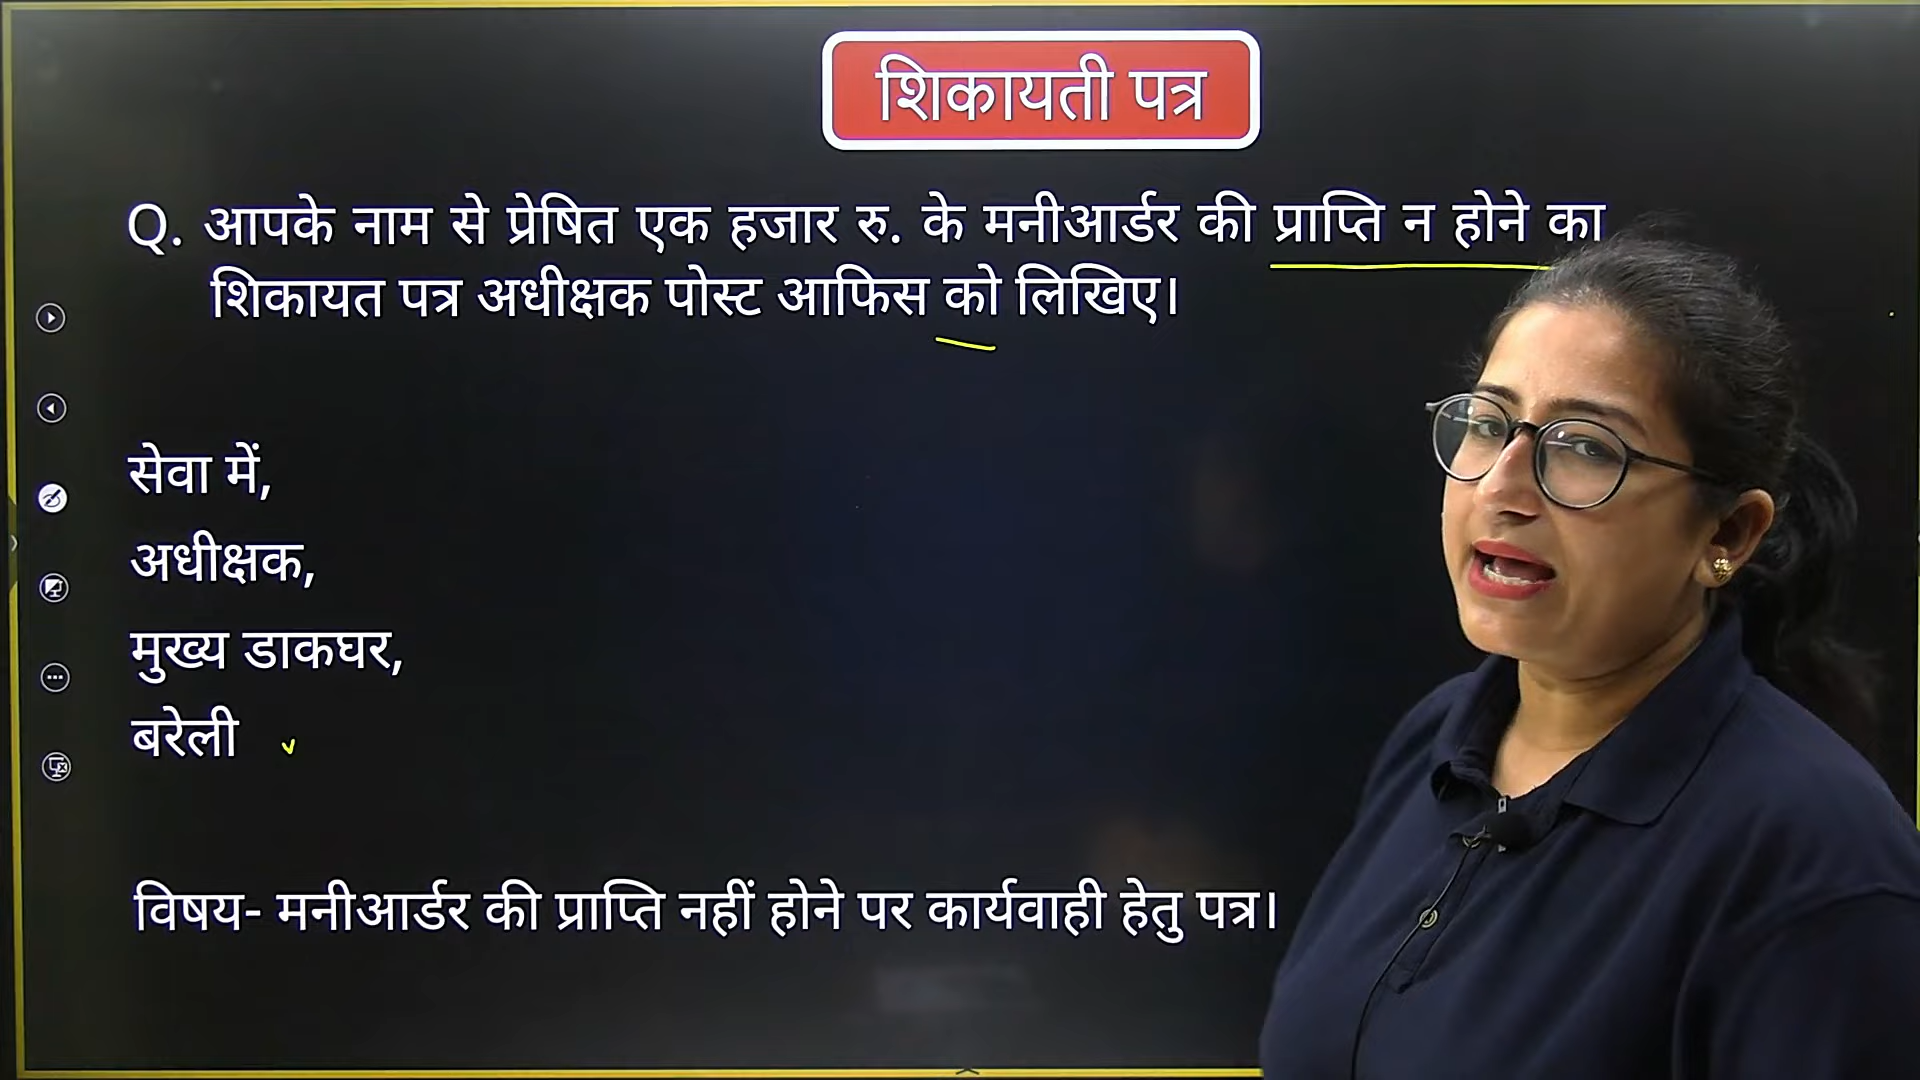 शिकायती पत्र
Q. आपके नाम से प्रेषित एक हजार रु. के मनीआर्डर की प्राप्ति न होने का
शिकायत पत्र अधीक्षक पोस्ट आफिस को लिखिए।
सेवा में,
अधीक्षक,
मुख्य डाकघर,
बरेली
विषय- मनीआर्डर की प्राप्ति नहीं होने पर कार्यवाही हेतु पत्र।